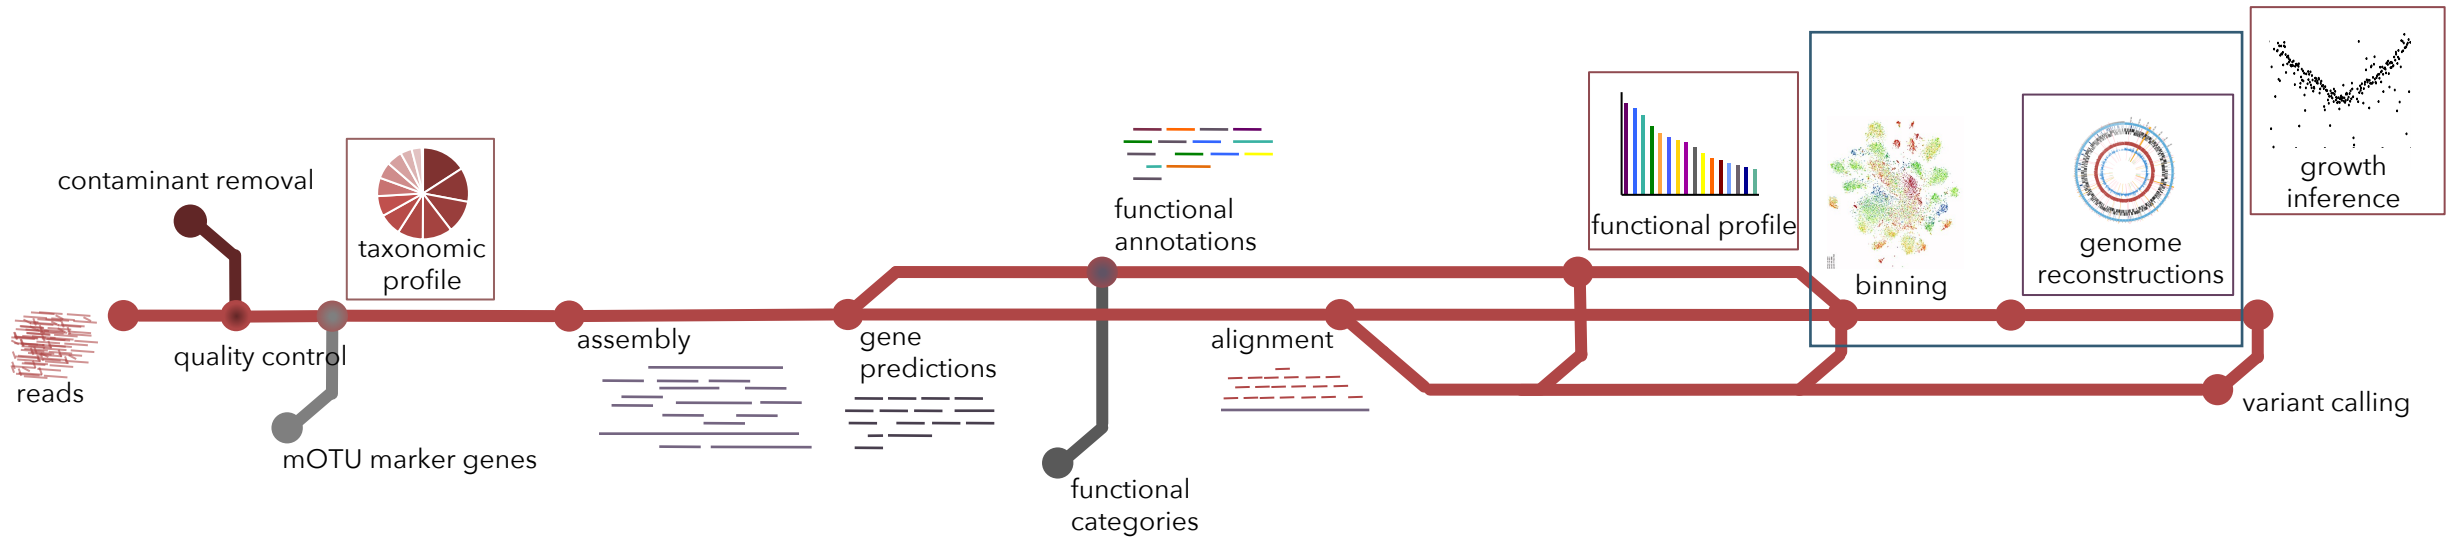 contaminant removal
taxonomic
profile
reads
quality control
mOTU marker genes
assembly
gene
predictions
functional
annotations
functional
categories
alignment
functional profile
binning
genome
reconstructions
growth
inference
variant calling